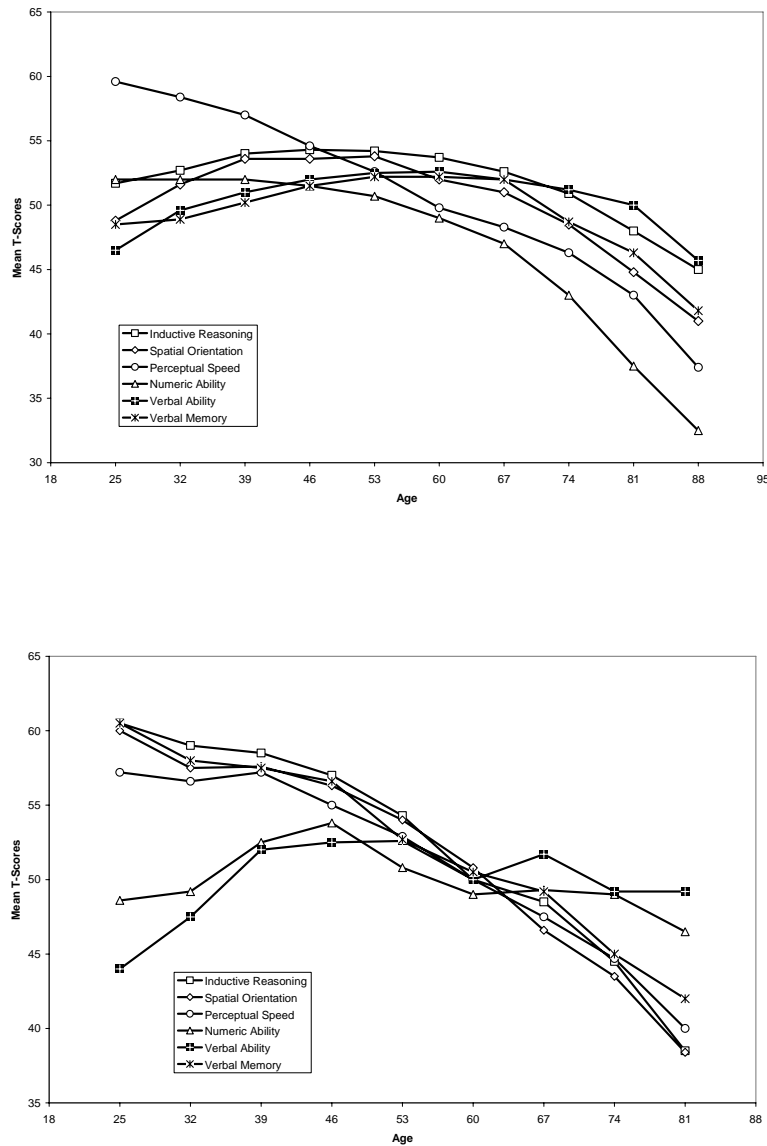 65
60
55
50
45
40
35
30
Mean T-Scores
Inductive Reasoning
Spatial Orientation
Perceptual Speed
Numeric Ability
Verbal Ability
Verbal Memory
18 25 32 39 46 53 60 67 74 81 88 95
Age
65
60
55
50
45
40
35
Mean T-Scores
Inductive Reasoning
Spatial Orientation
Perceptual Speed
Numeric Ability
Verbal Ability
Verbal Memory
18 25 32 39 46 53 60 67 74 81 88
Age